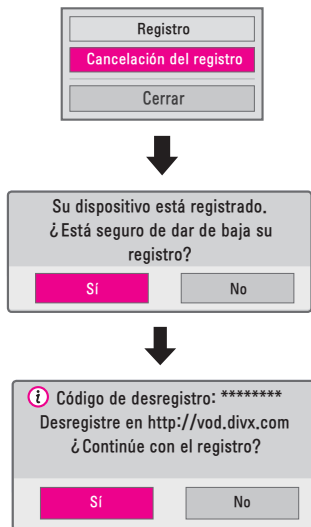 Registro
Cancelación del registro
Cerrar
Su dispositivo está registrado.
¿Está seguro de dar de baja su
registro?
Sí No
i Código de desregistro: ********
Desregistre en http://vod.divx.com
¿Continúe con el registro?
Sí No